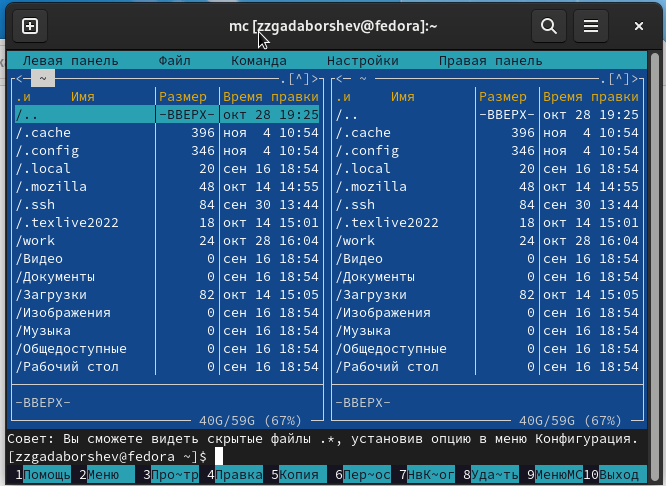 mc [zzgadaborshev@fedora]:~
Левая панель Файл Команда Настройки Правая панель
<- ~ .[^]> <- ~ .[^]>
.и Имя Размер Время правки .и Имя Размер Время правки
/.. -ВВЕРХ- окт 28 19:25 /.. -ВВЕРХ- окт 28 19:25
/.cache 396 ноя 4 10:54 /.cache 396 ноя 4 10:54
/.config 346 ноя 4 10:54 /.config 346 ноя 4 10:54
/.local 20 сен 16 18:54 /.local 20 сен 16 18:54
/.mozilla 48 окт 14 14:55 /.mozilla 48 окт 14 14:55
/.ssh 84 сен 30 13:44 /.ssh 84 сен 30 13:44
/.texlive2022 18 окт 14 15:01 /.texlive2022 18 окт 14 15:01
/work 24 окт 28 16:04 /work 24 окт 28 16:04
/Видео 0 сен 16 18:54 /Видео 0 сен 16 18:54
/Документы 0 сен 16 18:54 /Документы 0 сен 16 18:54
/Загрузки 82 окт 14 15:05 /Загрузки 82 окт 14 15:05
/Изображения 0 сен 16 18:54 /Изображения 0 сен 16 18:54
/Музыка 0 сен 16 18:54 /Музыка 0 сен 16 18:54
/Общедоступные 0 сен 16 18:54 /Общедоступные 0 сен 16 18:54
/Рабочий стол 0 сен 16 18:54 /Рабочий стол 0 сен 16 18:54
-ВВЕРХ- -ВВЕРХ-
40G/59G (67%) 40G/59G (67%)
Совет: Вы сможете видеть скрытые файлы .*, установив опцию в меню Конфигурация.
[zzgadaborshev@fedora ~]$
1Помощь 2Меню 3Про~тр 4Правка 5Копия 6Пер~ос 7НвК~ог 8Уда~ть 9МенюMC 10Выход